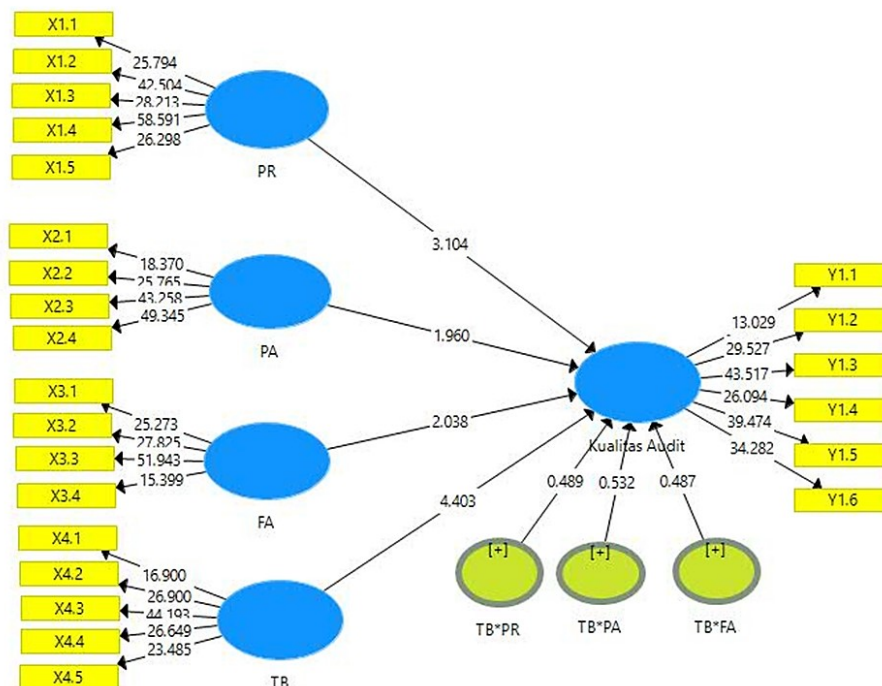 X1.1
X1.2
X1.3
X1.4
X1.5
25.794
42.504
28.213
58.591
26.298
PR
3.104
X2.1
X2.2
X2.3
X2.4
18.370
25.765
43.258
49.345
PA
1.960
X3.1
X3.2
X3.3
X3.4
25.273
27.825
51.943
15.399
FA
2.038
X4.1
X4.2
X4.3
X4.4
X4.5
16.900
26.900
44.193
26.649
23.485
TB
4.403
Kualitas Audit
Y1.1
Y1.2
Y1.3
Y1.4
Y1.5
Y1.6
13.029
29.527
43.517
26.094
39.474
34.282
0.489
0.532
0.487
[+]
[+]
[+]
TB*PR
TB*PA
TB*FA